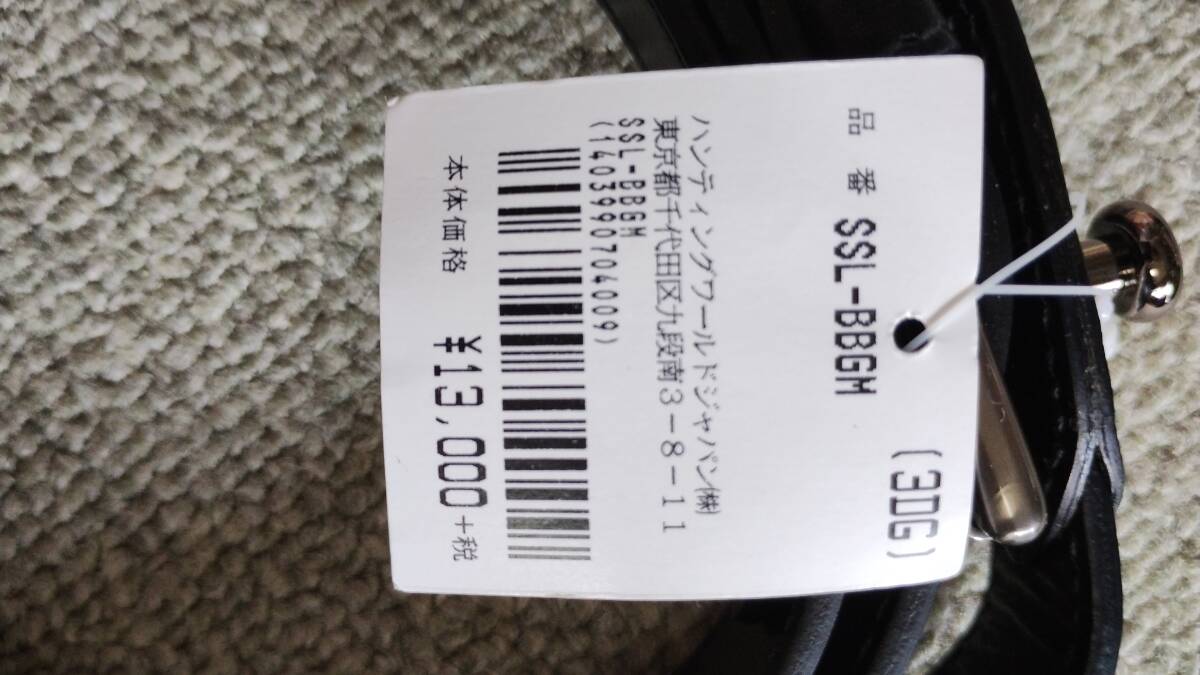 品 番 SSL-BBGM
(3DG)
ハンティングワールドジャパン㈱
東京都千代田区九段南3-8-11
SSL-BBGM
(1403990704009)
本体価格 ¥13,000+税